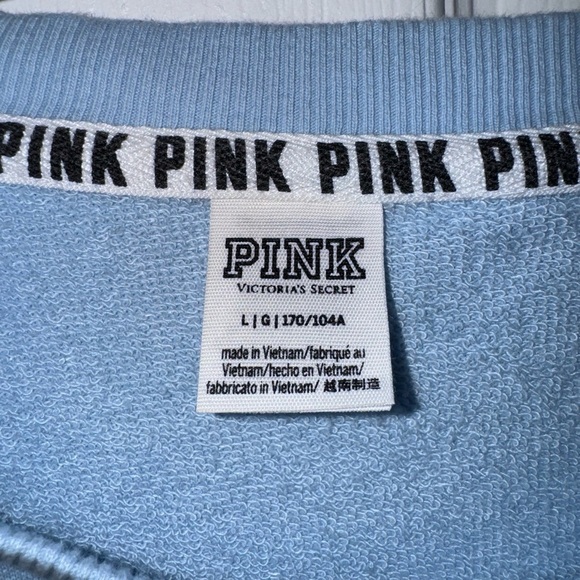 PINK PINK PINK PIN
PINK
VICTORIA'S SECRET
L | G | 170/104A
made in Vietnam/fabriqué au
Vietnam/hecho en Vietnam/
fabbricato in Vietnam/ 越南制造